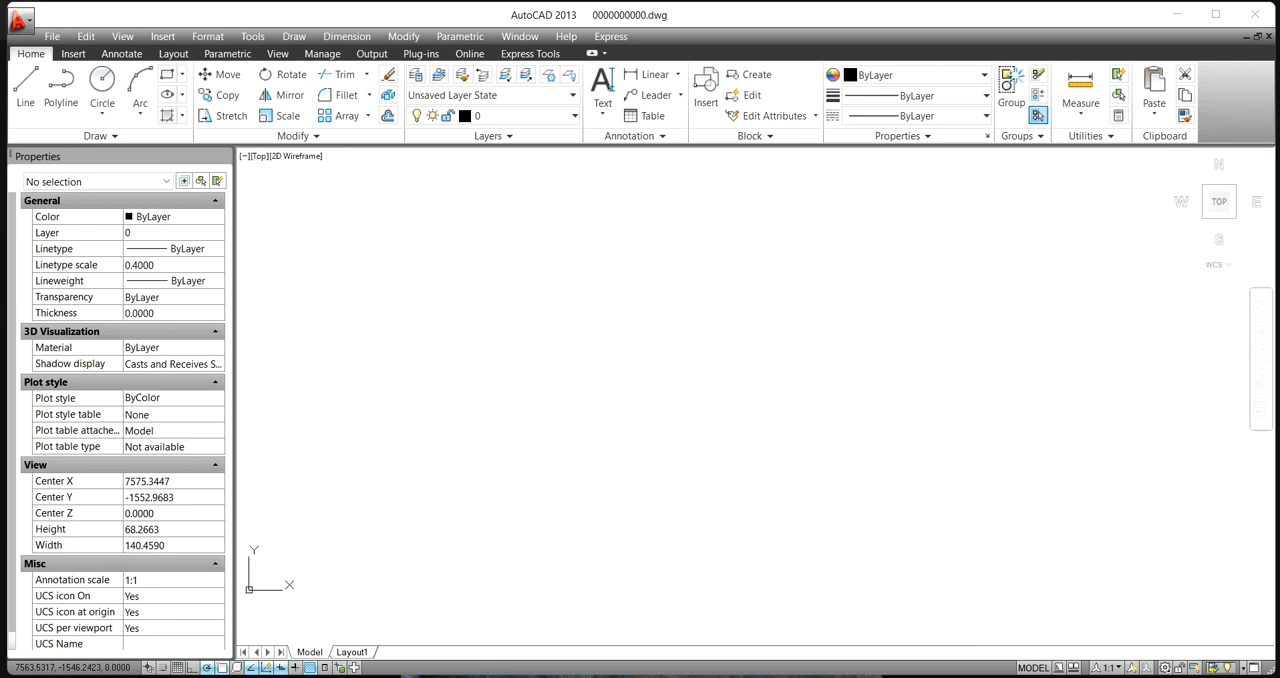 AutoCAD 2013 0000000000.dwg
File Edit View Insert Format Tools Draw Dimension Modify Parametric Window Help Express
Home Insert Annotate Layout Parametric View Manage Output Plug-ins Online Express Tools
Line Polyline Circle Arc
Move Rotate Trim
Copy Mirror Fillet
Stretch Scale Array
Unsaved Layer State
0
Text
Linear
Leader
Table
Insert
Create
Edit
Edit Attributes
ByLayer
ByLayer
ByLayer
Group
Measure
Paste
Draw Modify Layers Annotation Block Properties Groups Utilities Clipboard
Properties
No selection
General
Color ByLayer
Layer 0
Linetype ByLayer
Linetype scale 0.4000
Lineweight ByLayer
Transparency ByLayer
Thickness 0.0000
3D Visualization
Material ByLayer
Shadow display Casts and Receives S...
Plot style
Plot style ByColor
Plot style table None
Plot table attache... Model
Plot table type Not available
View
Center X 7575.3447
Center Y -1552.9683
Center Z 0.0000
Height 68.2663
Width 140.4590
Misc
Annotation scale 1:1
UCS icon On Yes
UCS icon at origin Yes
UCS per viewport Yes
UCS Name
[−][Top][2D Wireframe]
N
W TOP E
S
WCS
Y
X
Model Layout1
7563.5317, -1546.2423, 0.0000
MODEL 1:1